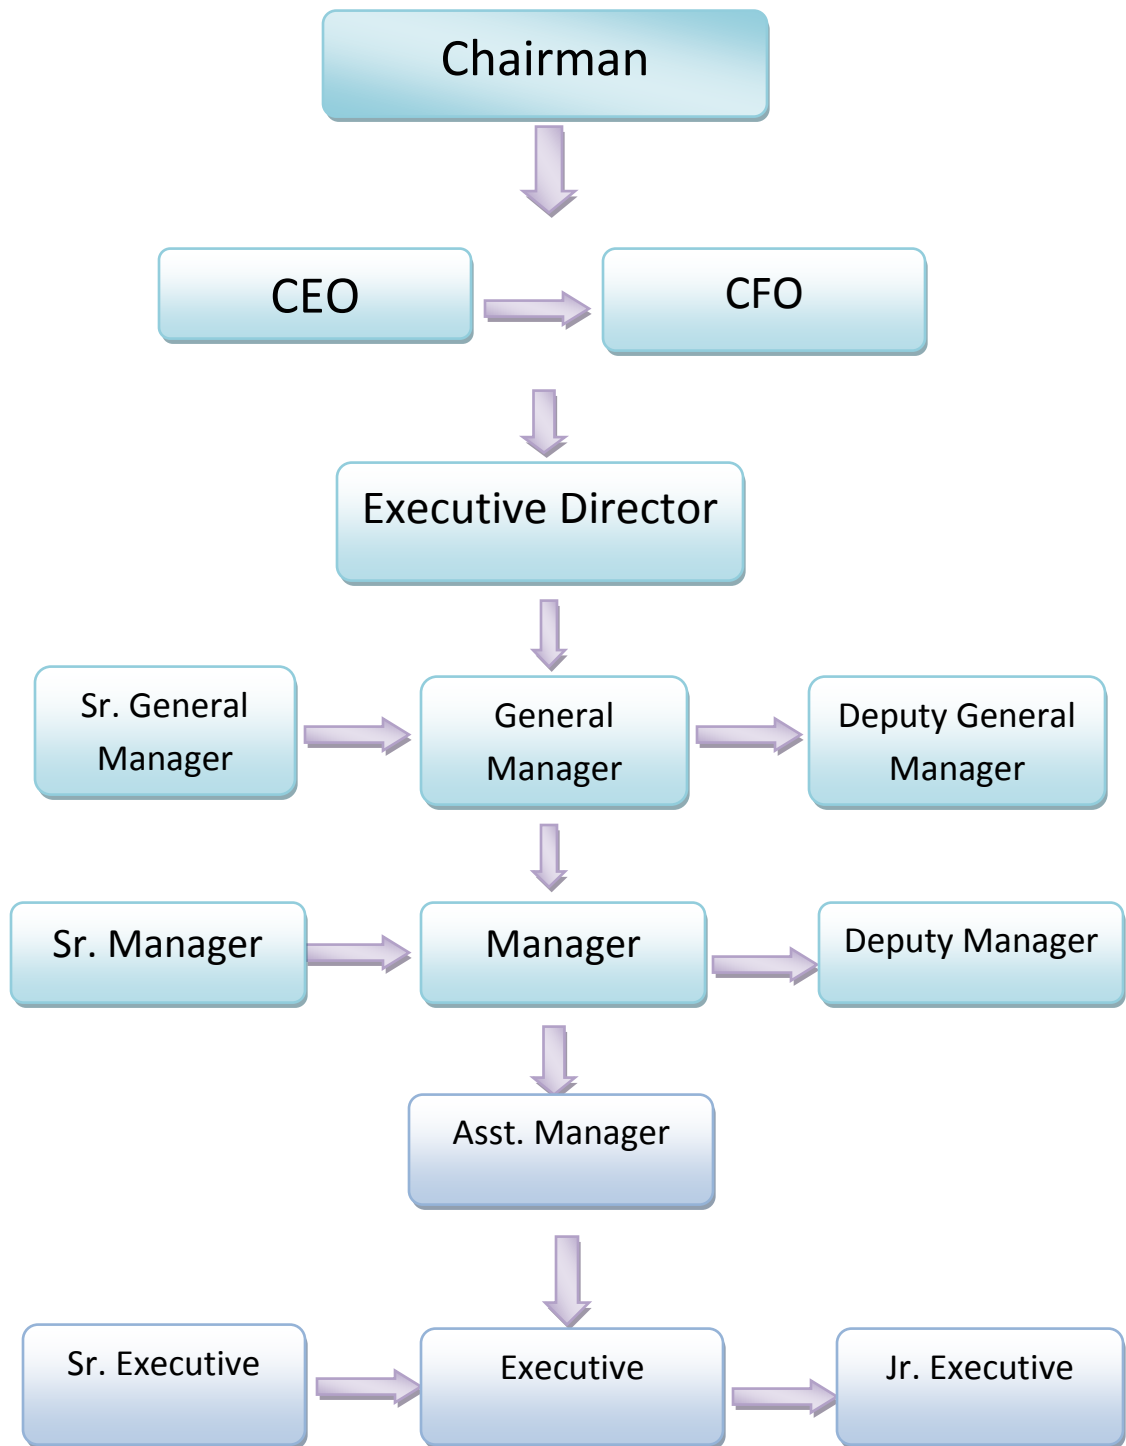 Chairman
CEO
CFO
Executive Director
Sr. General
Manager
General
Manager
Deputy General
Manager
Sr. Manager
Manager
Deputy Manager
Asst. Manager
Sr. Executive
Executive
Jr. Executive